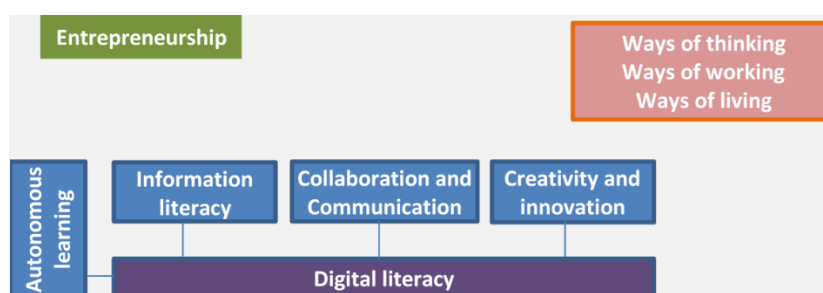 Entrepreneurship
Ways of thinking
Ways of working
Ways of living
Autonomous
learning
Information
literacy
Collaboration and
Communication
Creativity and
innovation
Digital literacy